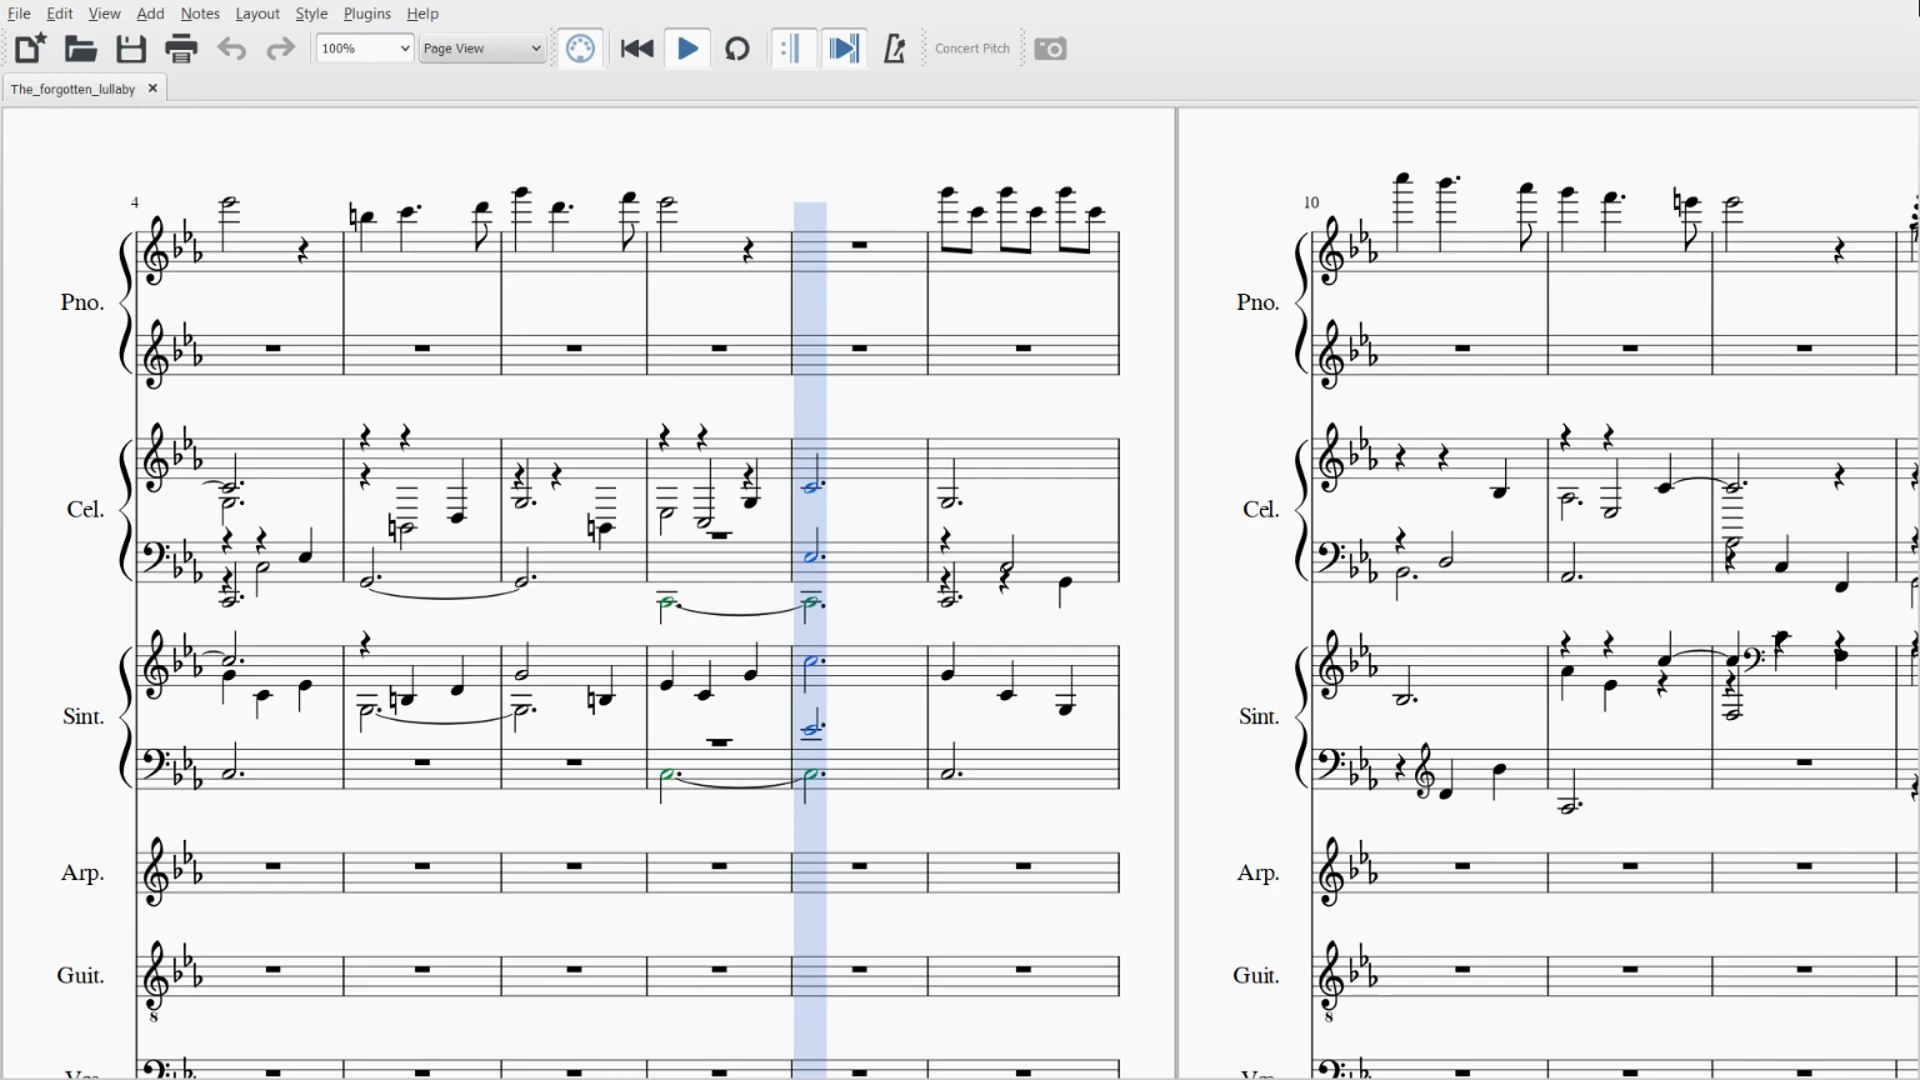 File Edit View Add Notes Layout Style Plugins Help
100% Page View Concert Pitch
The_forgotten_lullaby
4
10
Pno.
Pno.
Cel.
Cel.
Sint.
Sint.
Arp.
Arp.
Guit.
Guit.
8
8